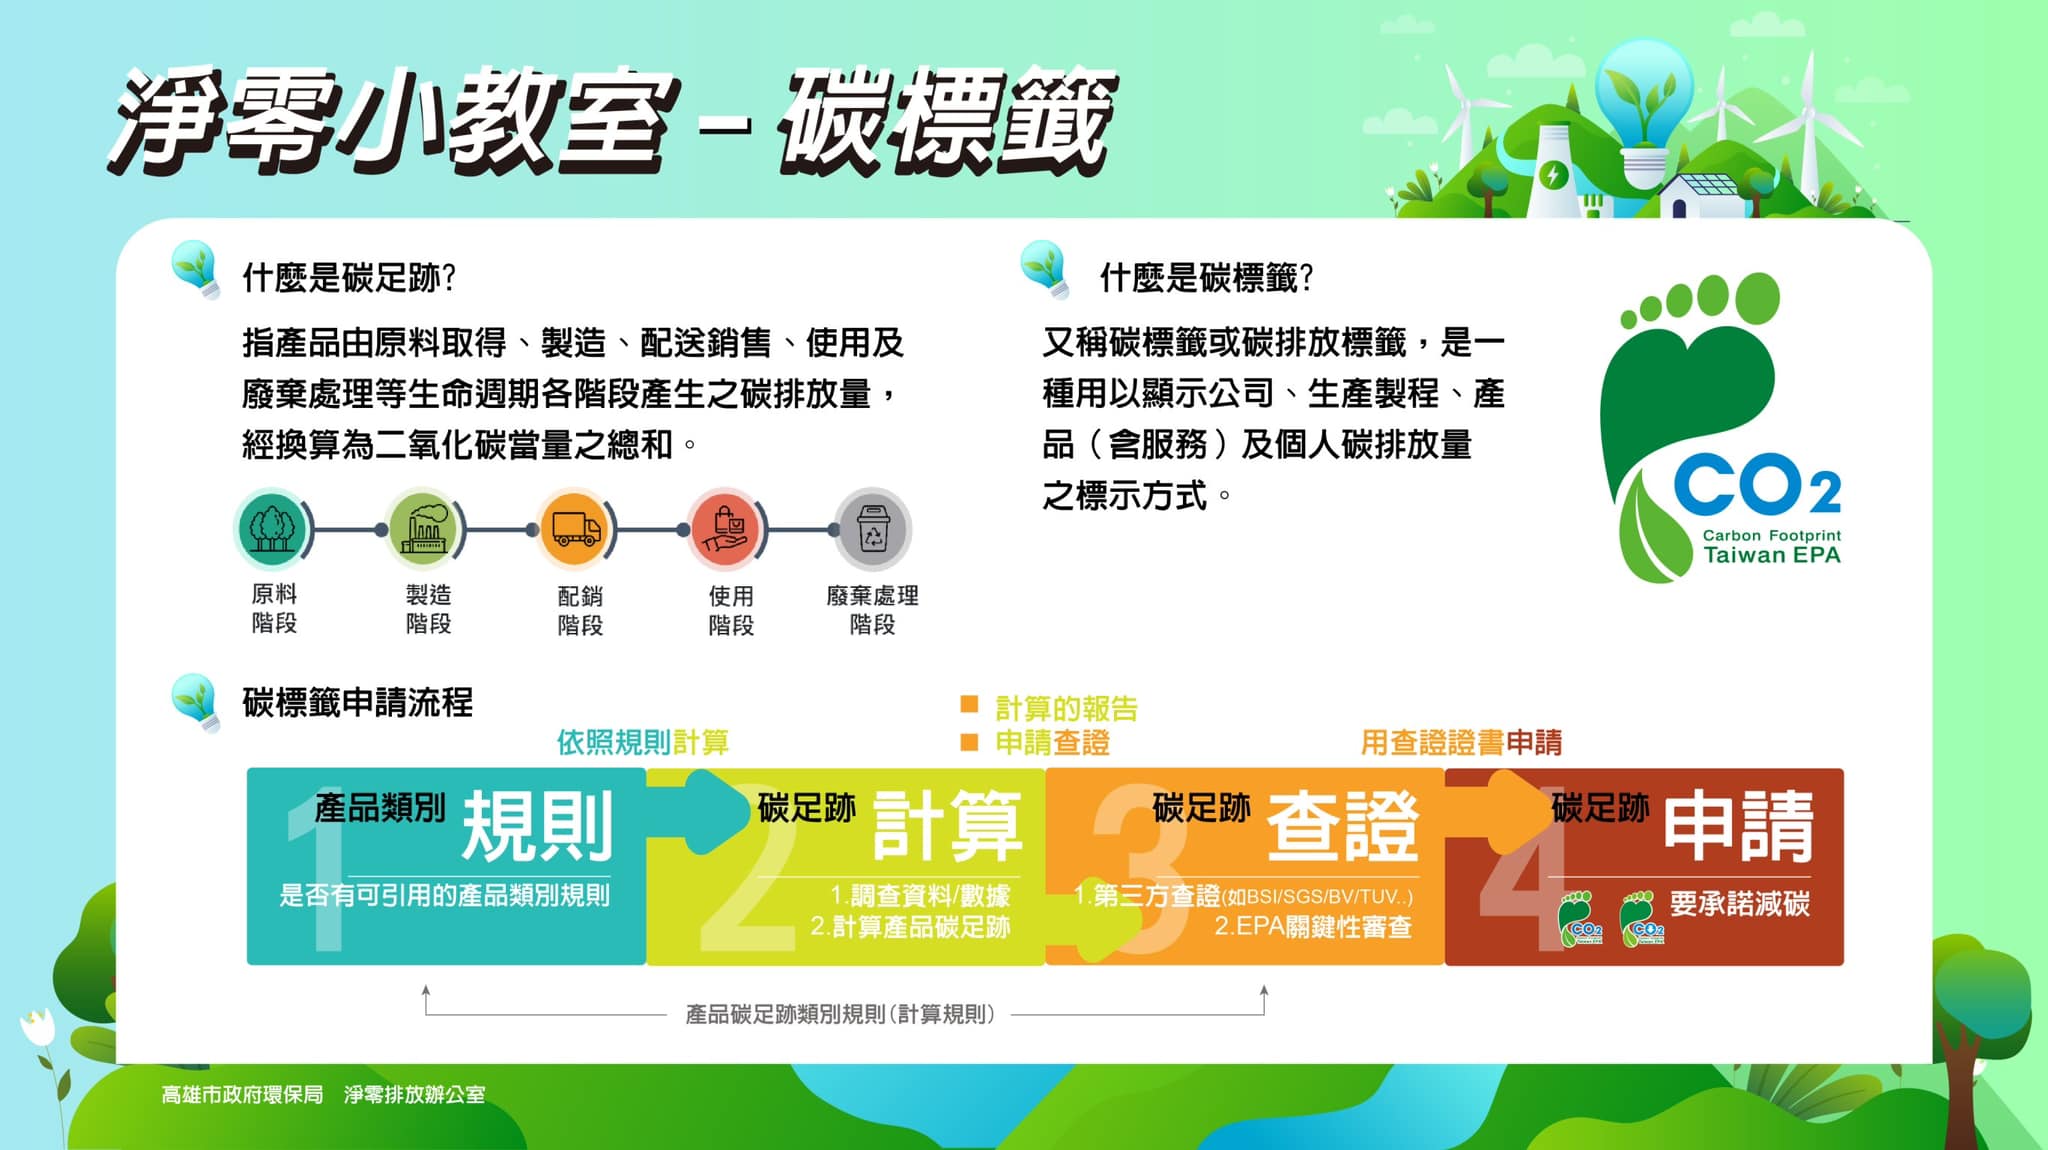 淨零小教室－碳標籤
什麼是碳足跡?
指產品由原料取得、製造、配送銷售、使用及
廢棄處理等生命週期各階段產生之碳排放量，
經換算為二氧化碳當量之總和。
原料
階段
製造
階段
配銷
階段
使用
階段
廢棄處理
階段
什麼是碳標籤?
又稱碳標籤或碳排放標籤，是一
種用以顯示公司、生產製程、產
品（含服務）及個人碳排放量
之標示方式。
CO2
Carbon Footprint
Taiwan EPA
碳標籤申請流程
依照規則計算
計算的報告
申請查證
用查證證書申請
1
產品類別 規則
是否有可引用的產品類別規則
2
碳足跡 計算
1.調查資料/數據
2.計算產品碳足跡
3
碳足跡 查證
1.第三方查證(如BSI/SGS/BV/TUV..)
2.EPA關鍵性審查
4
碳足跡 申請
CO2
Taiwan EPA
CO2
Taiwan EPA
要承諾減碳
產品碳足跡類別規則(計算規則)
高雄市政府環保局 淨零排放辦公室